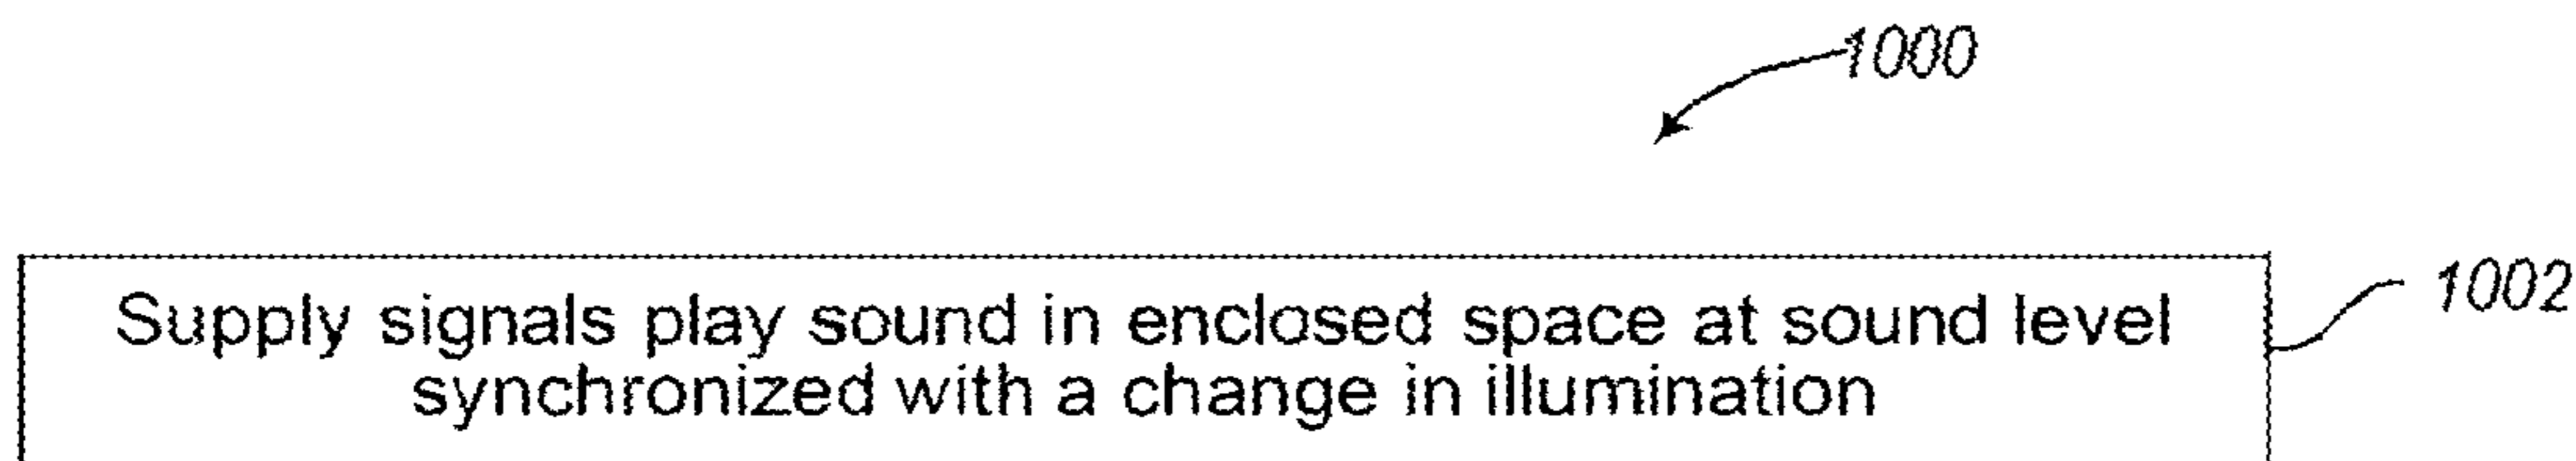 1000
Supply signals play sound in enclosed space at sound level
1002
synchronized with a change in illumination